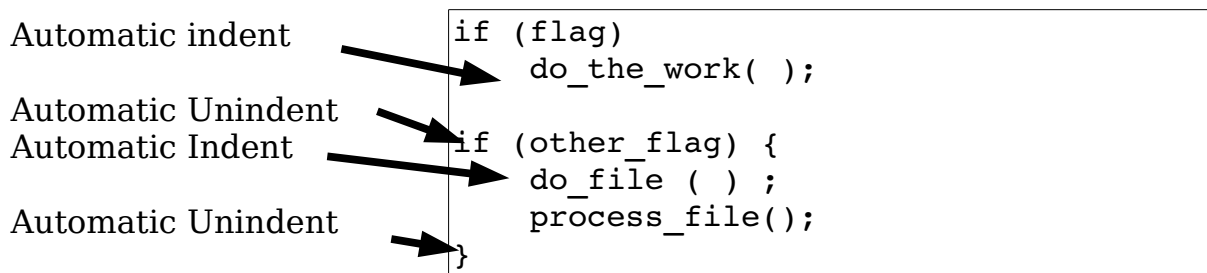 Automatic indent
if (flag)
do_the_work( );
Automatic Unindent
if (other_flag) {
Automatic Indent
do_file ( ) ;
process_file();
Automatic Unindent
}